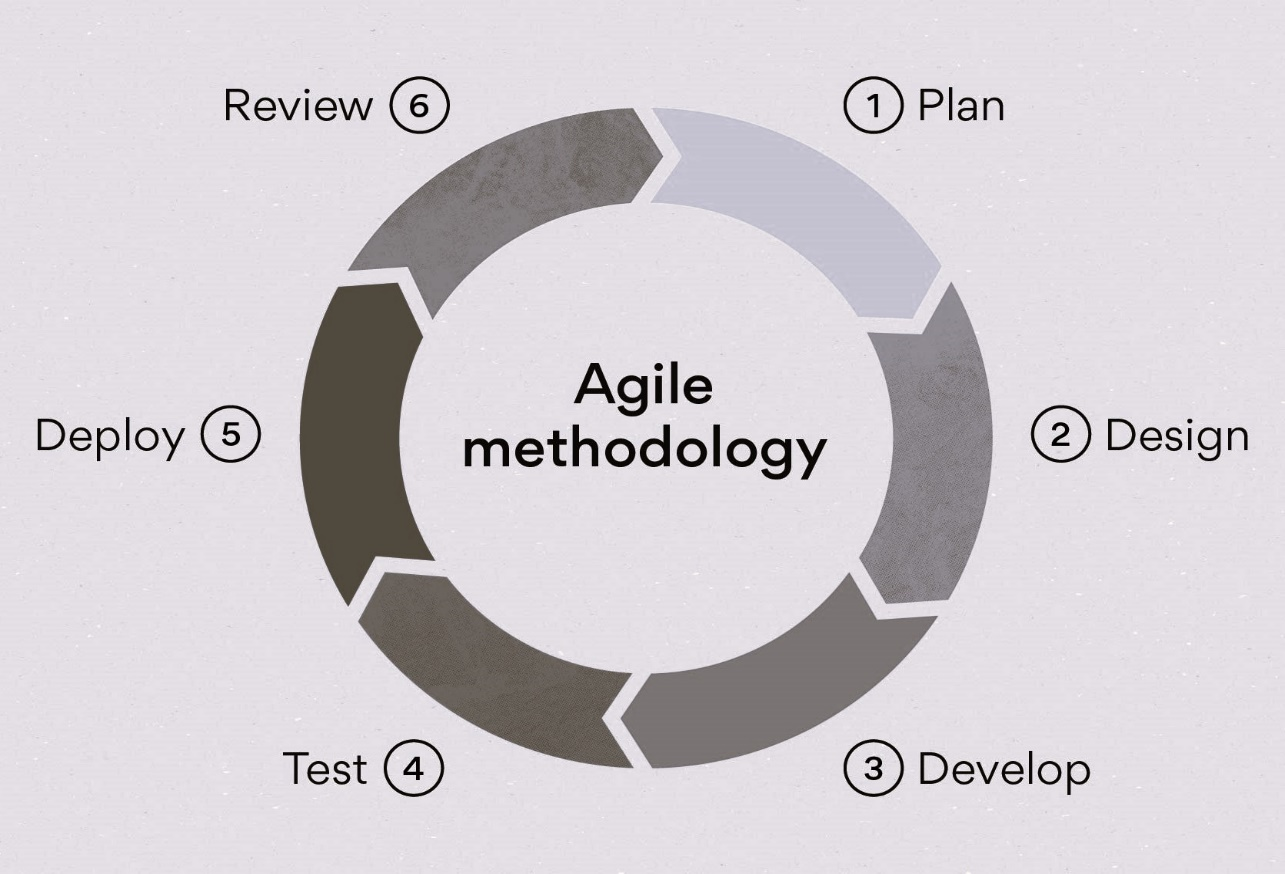 Review 6
1 Plan
Agile
methodology
Deploy 5
2 Design
Test 4
3 Develop